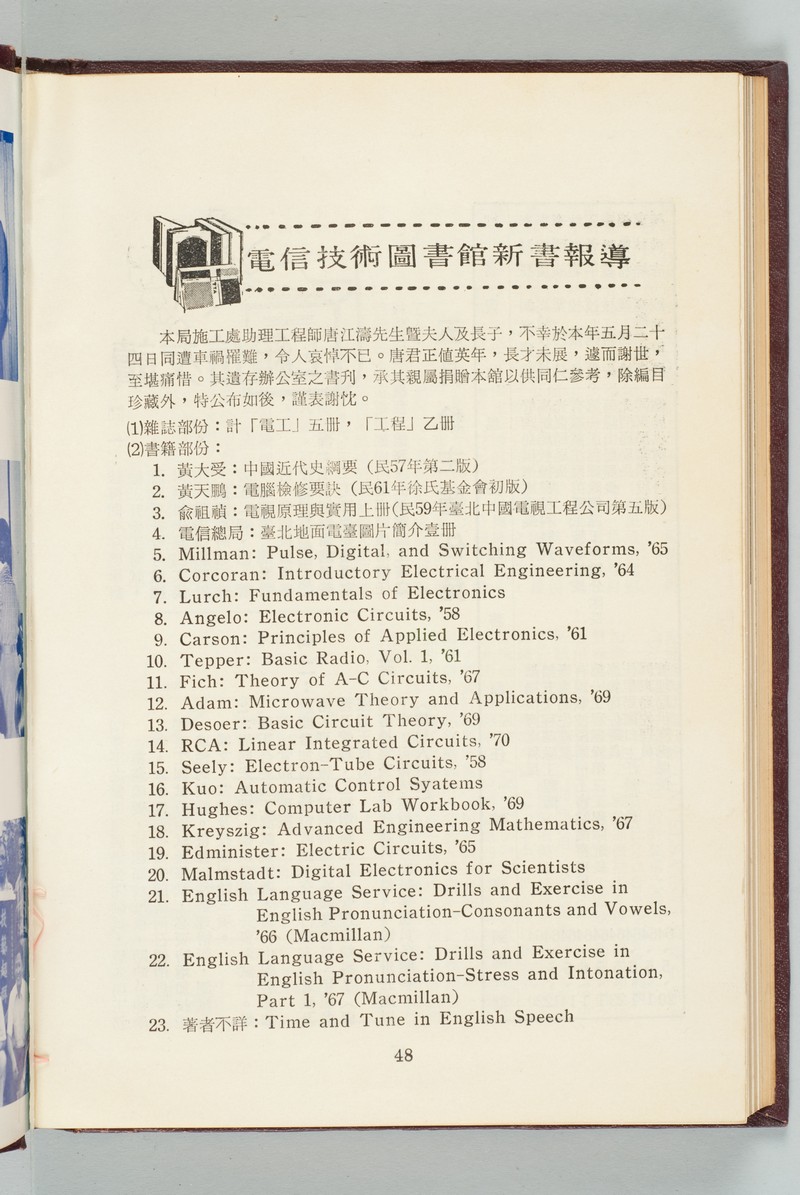 電信技術圖書館新書報導
本局施工處助理工程師唐江濤先生暨夫人及長子，不幸於本年五月二十
四日同遭車禍罹難，令人哀悼不已。唐君正値英年，長才未展，遽而謝世，
至堪痛惜。其遺存辦公室之書刋，承其親屬捐贈本館以供同仁參考，除編目
珍藏外，特公布如後，謹表謝忱。
(1)雜誌部份：計「電工」五册，「工程」乙册
(2)書籍部份：
1. 黃大受：中國近代史綱要 (民57年第二版)
2. 黃天鵬：電腦檢修要訣 (民61年徐氏基金會初版)
3. 兪祖禎：電視原理與實用上册(民59年臺北中國電視工程公司第五版)
4. 電信總局：臺北地面電臺圖片簡介壹册
5. Millman: Pulse, Digital, and Switching Waveforms, '65
6. Corcoran: Introductory Electrical Engineering, '64
7. Lurch: Fundamentals of Electronics
8. Angelo: Electronic Circuits, '58
9. Carson: Principles of Applied Electronics, '61
10. Tepper: Basic Radio, Vol. 1, '61
11. Fich: Theory of A-C Circuits, '67
12. Adam: Microwave Theory and Applications, '69
13. Desoer: Basic Circuit Theory, '69
14. RCA: Linear Integrated Circuits, '70
15. Seely: Electron-Tube Circuits, '58
16. Kuo: Automatic Control Syatems
17. Hughes: Computer Lab Workbook, '69
18. Kreyszig: Advanced Engineering Mathematics, '67
19. Edminister: Electric Circuits, '65
20. Malmstadt: Digital Electronics for Scientists
21. English Language Service: Drills and Exercise in
English Pronunciation-Consonants and Vowels,
'66 (Macmillan)
22. English Language Service: Drills and Exercise in
English Pronunciation-Stress and Intonation,
Part 1, '67 (Macmillan)
23. 著者不詳：Time and Tune in English Speech
48